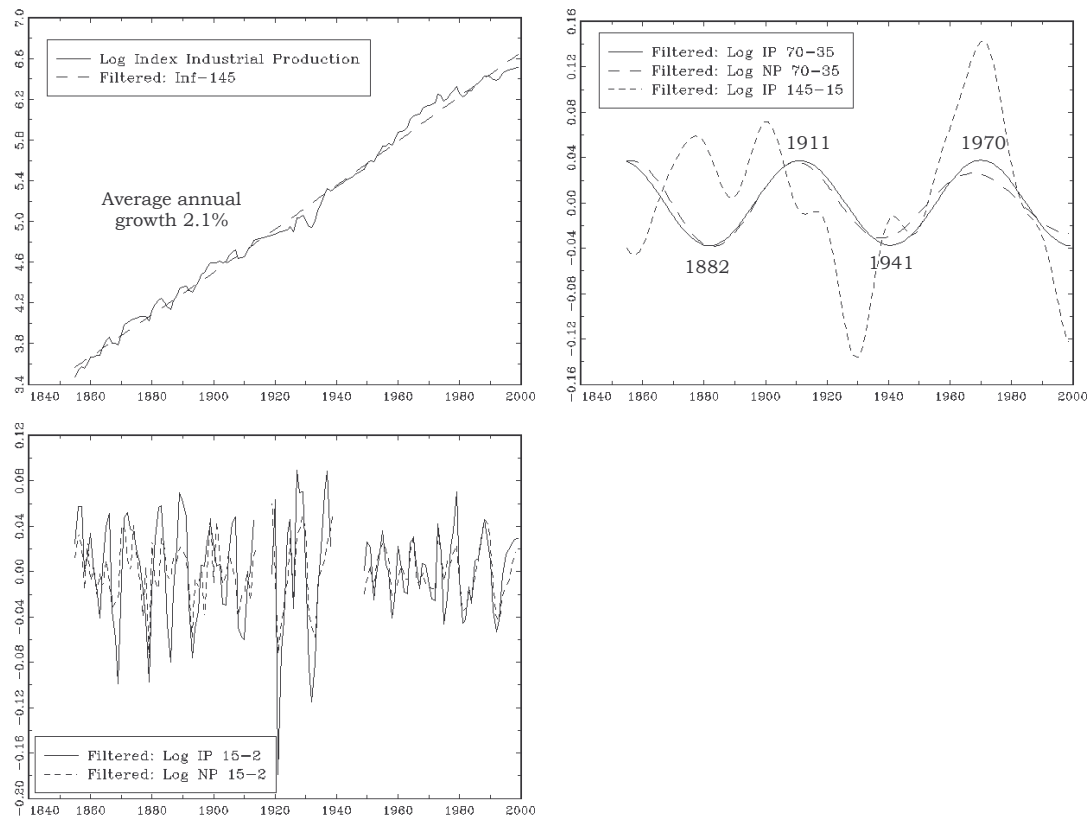 7.0
6.6
6.2
5.8
5.4
5.0
4.6
4.2
3.8
3.4
Log Index Industrial Production
Filtered: Inf-145
Average annual
growth 2.1%
1840 1860 1880 1900 1920 1940 1960 1980 2000
0.16
0.12
0.08
0.04
0.00
-0.04
-0.08
-0.12
-0.16
Filtered: Log IP 70-35
Filtered: Log NP 70-35
Filtered: Log IP 145-15
1911
1970
1882
1941
1840 1860 1880 1900 1920 1940 1960 1980 2000
0.12
0.08
0.04
0.00
-0.04
-0.08
-0.12
-0.16
-0.20
Filtered: Log IP 15-2
Filtered: Log NP 15-2
1840 1860 1880 1900 1920 1940 1960 1980 2000